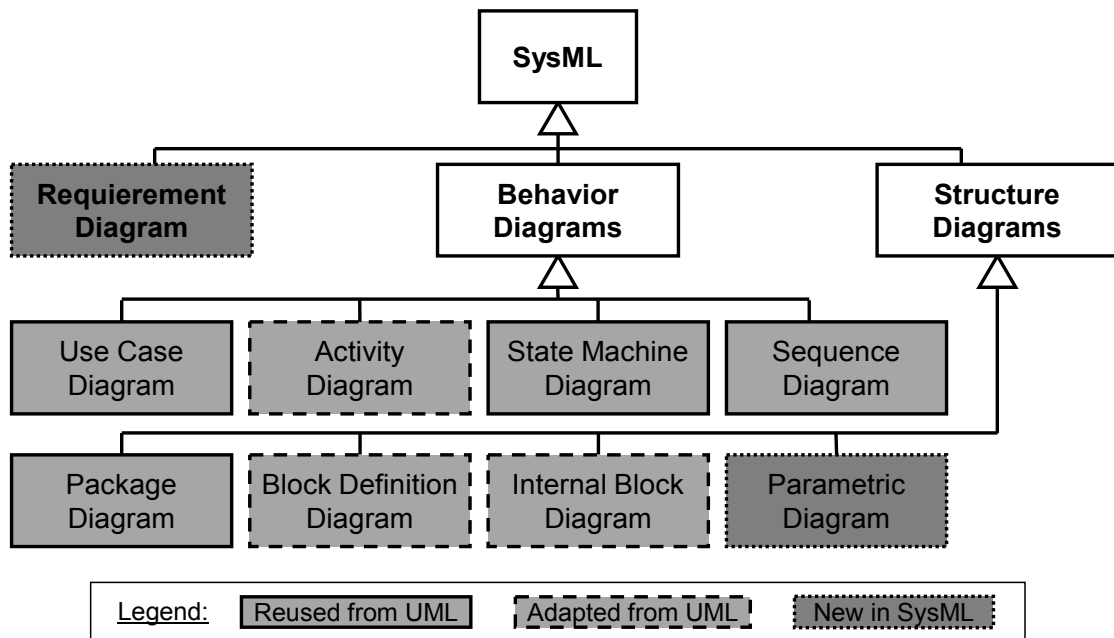 SysML
Requierement
Diagram
Behavior
Diagrams
Structure
Diagrams
Use Case
Diagram
Activity
Diagram
State Machine
Diagram
Sequence
Diagram
Package
Diagram
Block Definition
Diagram
Internal Block
Diagram
Parametric
Diagram
Legend:
Reused from UML
Adapted from UML
New in SysML